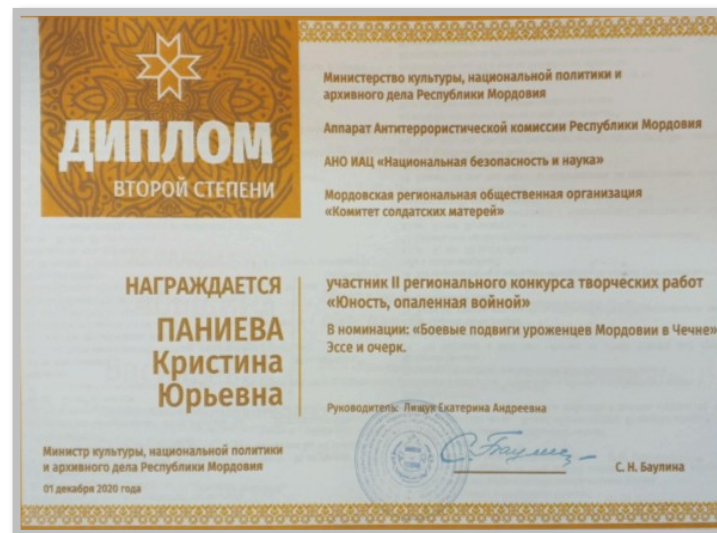 ДИПЛОМ
ВТОРОЙ СТЕПЕНИ
Министерство культуры, национальной политики и
архивного дела Республики Мордовия
Аппарат Антитеррористической комиссии Республики Мордовия
АНО ИАЦ «Национальная безопасность и наука»
Мордовская региональная общественная организация
«Комитет солдатских матерей»
НАГРАЖДАЕТСЯ
ПАНИЕВА
Кристина
Юрьевна
участник II регионального конкурса творческих работ
«Юность, опаленная войной»
В номинации: «Боевые подвиги уроженцев Мордовии в Чечне»
Эссе и очерк.
Руководитель: Лищук Екатерина Андреевна
Министр культуры, национальной политики
и архивного дела Республики Мордовия
С. Н. Баулина
01 декабря 2020 года